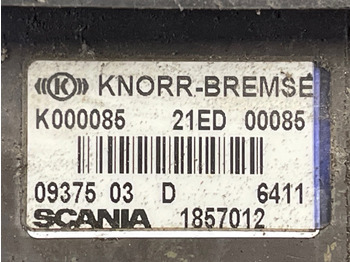 ((K)) KNORR-BREMSE
K000085 21ED 00085
09375 03 D 6411
SCANIA 1857012